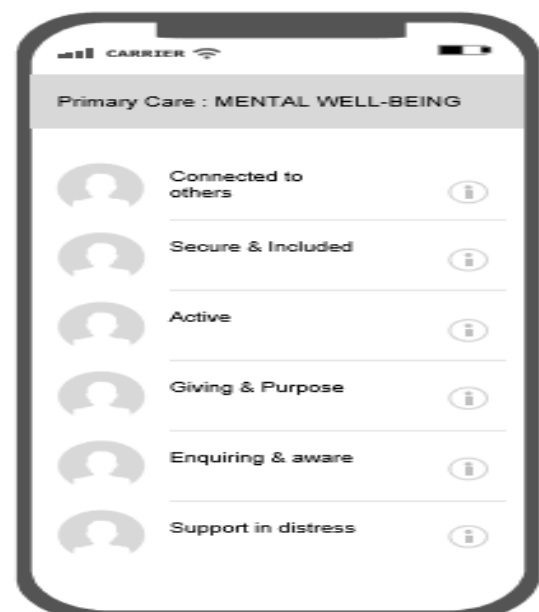 CARRIER
Primary Care : MENTAL WELL-BEING
Connected to
others
Secure & Included
Active
Giving & Purpose
Enquiring & aware
Support in distress